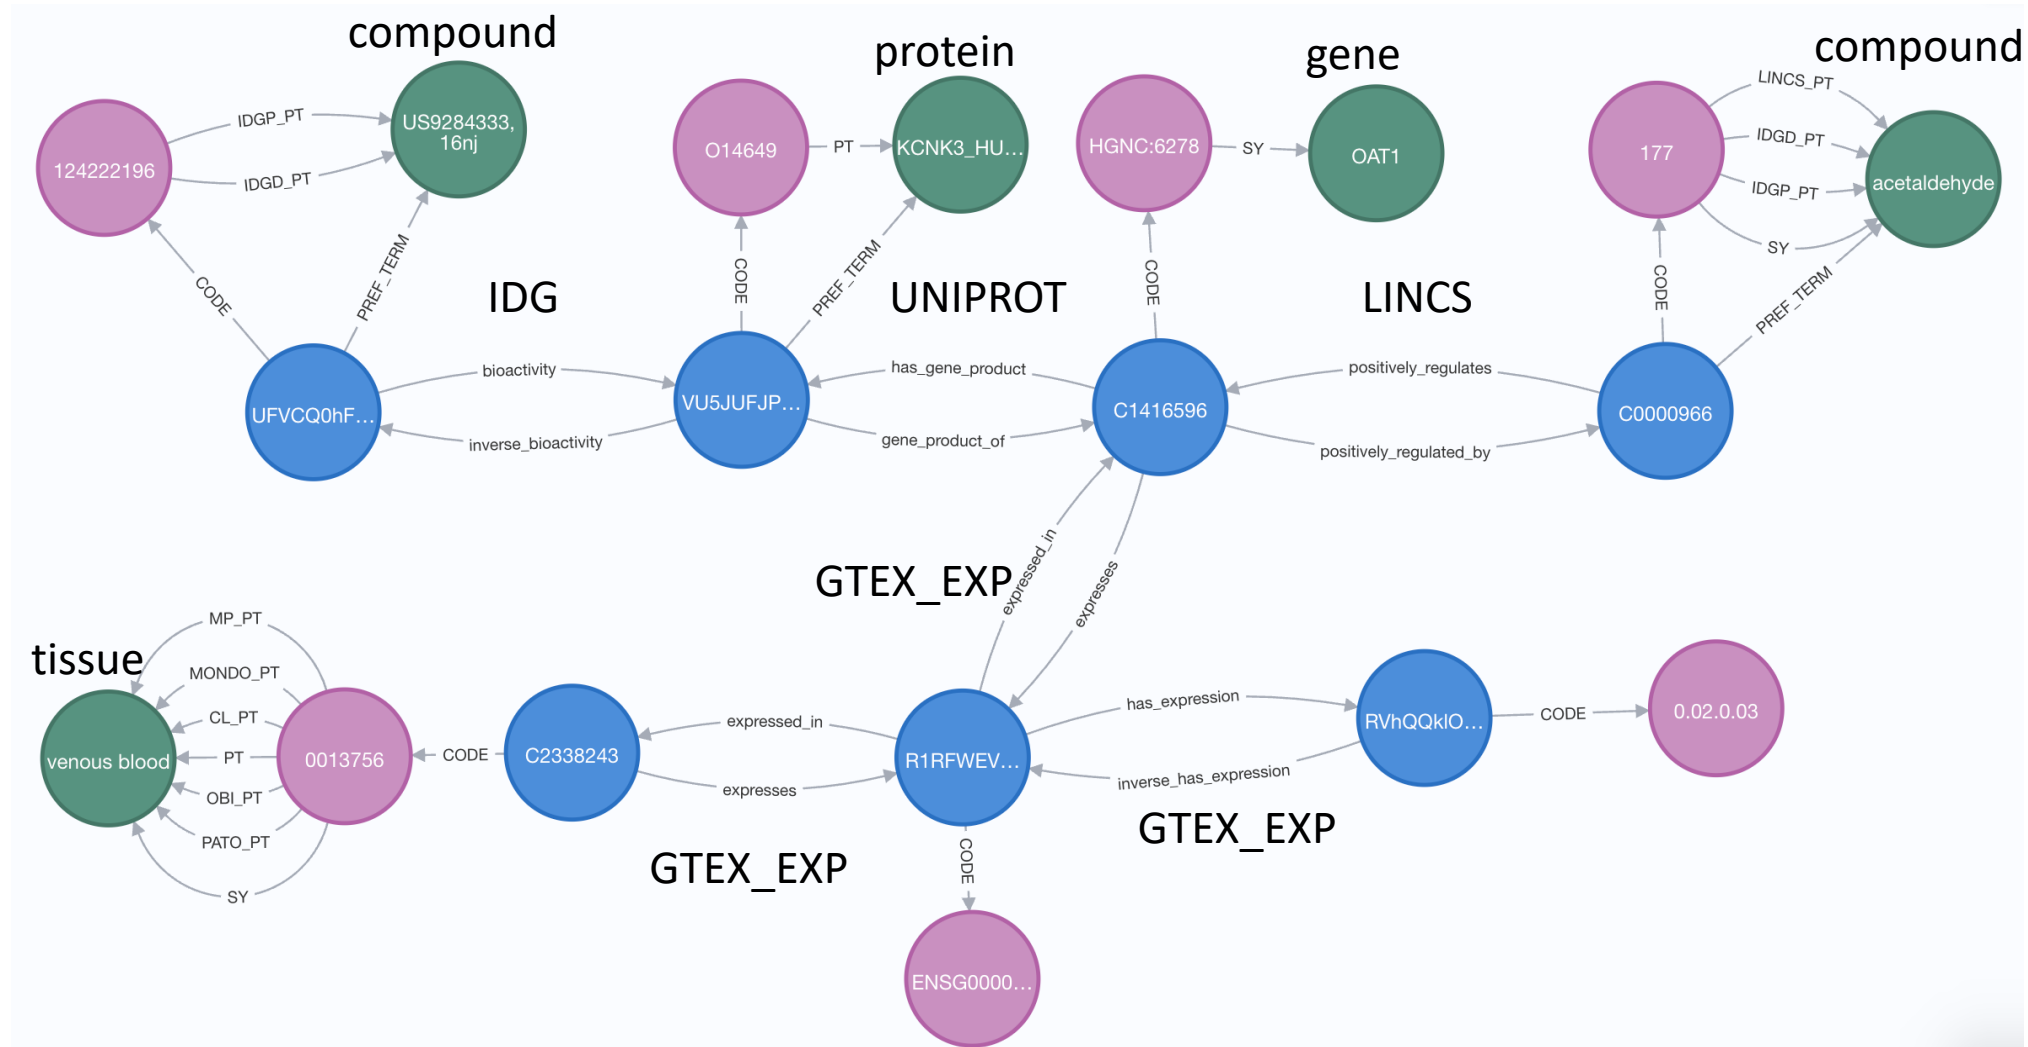 compound
protein
gene
compound
124222196
IDGP_PT
IDGD_PT
US9284333,
16nj
O14649
PT
KCNK3_HU...
HGNC:6278
SY
OAT1
177
LINCS_PT
IDGD_PT
IDGP_PT
SY
acetaldehyde
CODE
PREF_TERM
IDG
CODE
PREF_TERM
UNIPROT
CODE
LINCS
CODE
PREF_TERM
UFVCQ0hF...
bioactivity
inverse_bioactivity
VU5JUFJP...
has_gene_product
gene_product_of
C1416596
positively_regulates
positively_regulated_by
C0000966
GTEX_EXP
expressed_in
expresses
tissue
MP_PT
MONDO_PT
CL_PT
PT
OBI_PT
PATO_PT
SY
venous blood
0013756
CODE
C2338243
expressed_in
expresses
R1RFWEV...
has_expression
inverse_has_expression
RVhQQklO...
CODE
0.02.0.03
GTEX_EXP
GTEX_EXP
CODE
ENSG0000...